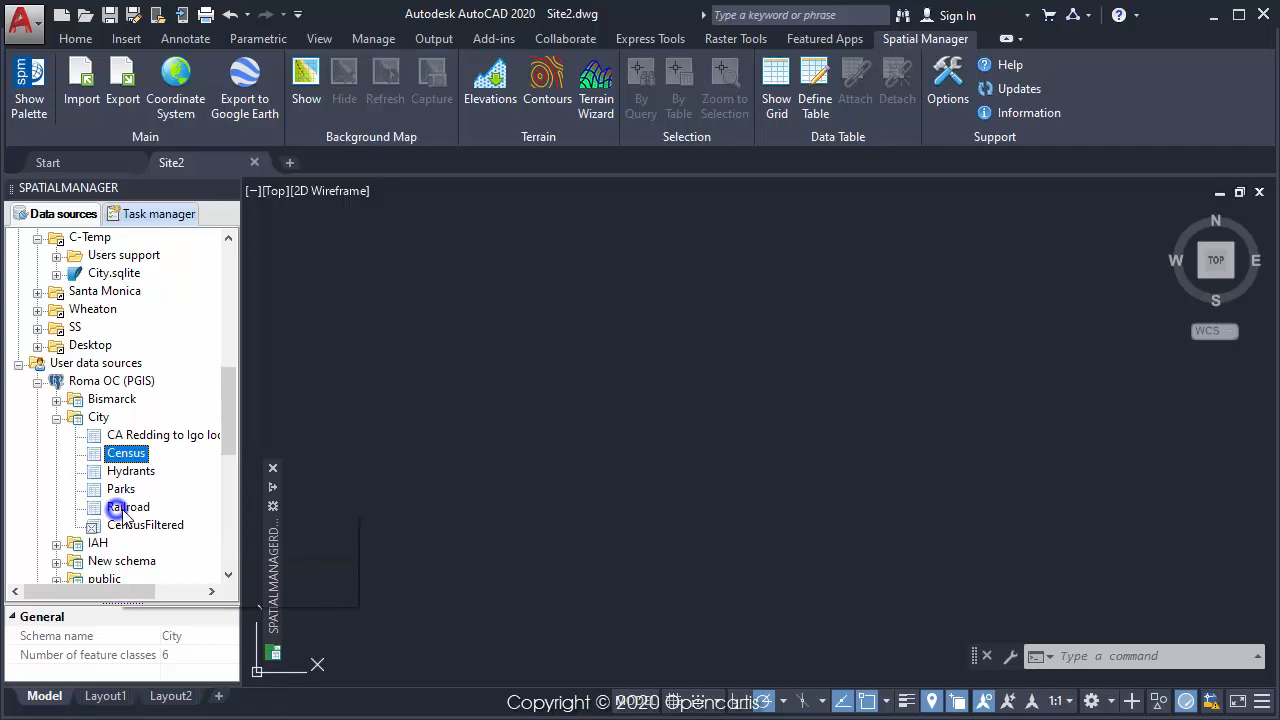 Autodesk AutoCAD 2020 Site2.dwg
Type a keyword or phrase
Sign In
Home Insert Annotate Parametric View Manage Output Add-ins Collaborate Express Tools Raster Tools Featured Apps Spatial Manager
spm
Show Palette
Import
Export
Coordinate System
Export to Google Earth
Main
Show
Hide
Refresh
Capture
Background Map
Elevations
Contours
Terrain Wizard
Terrain
By Query
By Table
Zoom to Selection
Selection
Show Grid
Define Table
Attach
Detach
Data Table
Options
Help
Updates
Information
Support
Start
Site2
SPATIALMANAGER
[−][Top][2D Wireframe]
Data sources
Task manager
C-Temp
Users support
City.sqlite
Santa Monica
Wheaton
SS
Desktop
User data sources
Roma OC (PGIS)
Bismarck
City
CA Redding to Igo loc
Census
Hydrants
Parks
Railroad
CensusFiltered
IAH
New schema
public
General
Schema name City
Number of feature classes 6
SPATIALMANAGERD...
N
W TOP E
S
WCS
Type a command
Model Layout1 Layout2
Copyright © 2020 Opencartis
1:1